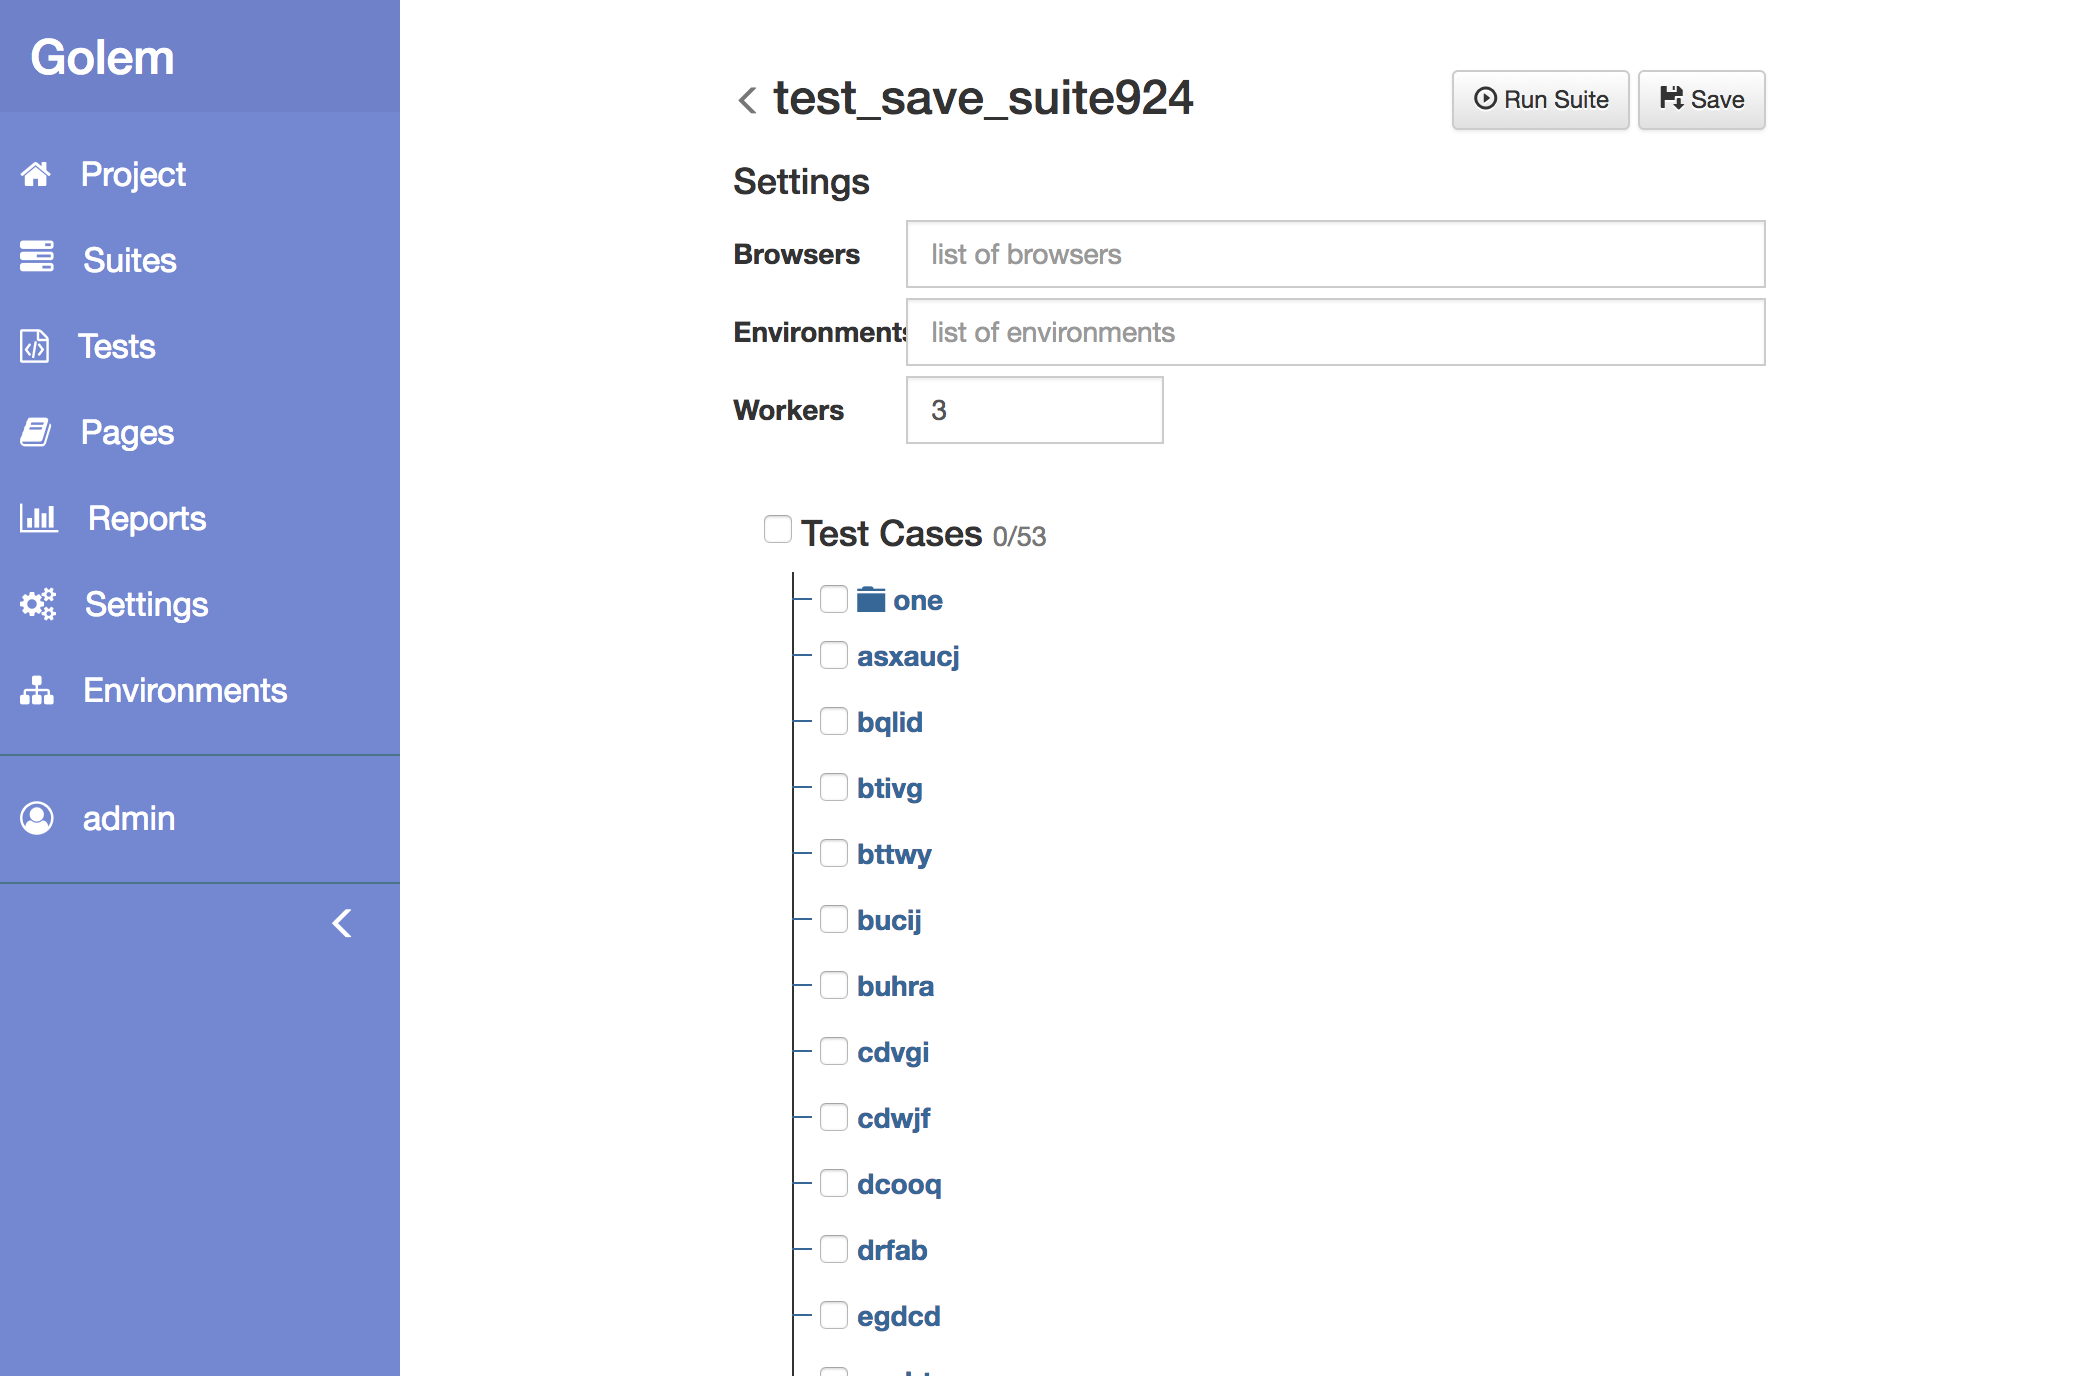 Golem
Project
Suites
Tests
Pages
Reports
Settings
Environments
admin
test_save_suite924
Run Suite
Save
Settings
Browsers
list of browsers
Environments
list of environments
Workers
3
Test Cases 0/53
one
asxaucj
bqlid
btivg
bttwy
bucij
buhra
cdvgi
cdwjf
dcooq
drfab
egdcd